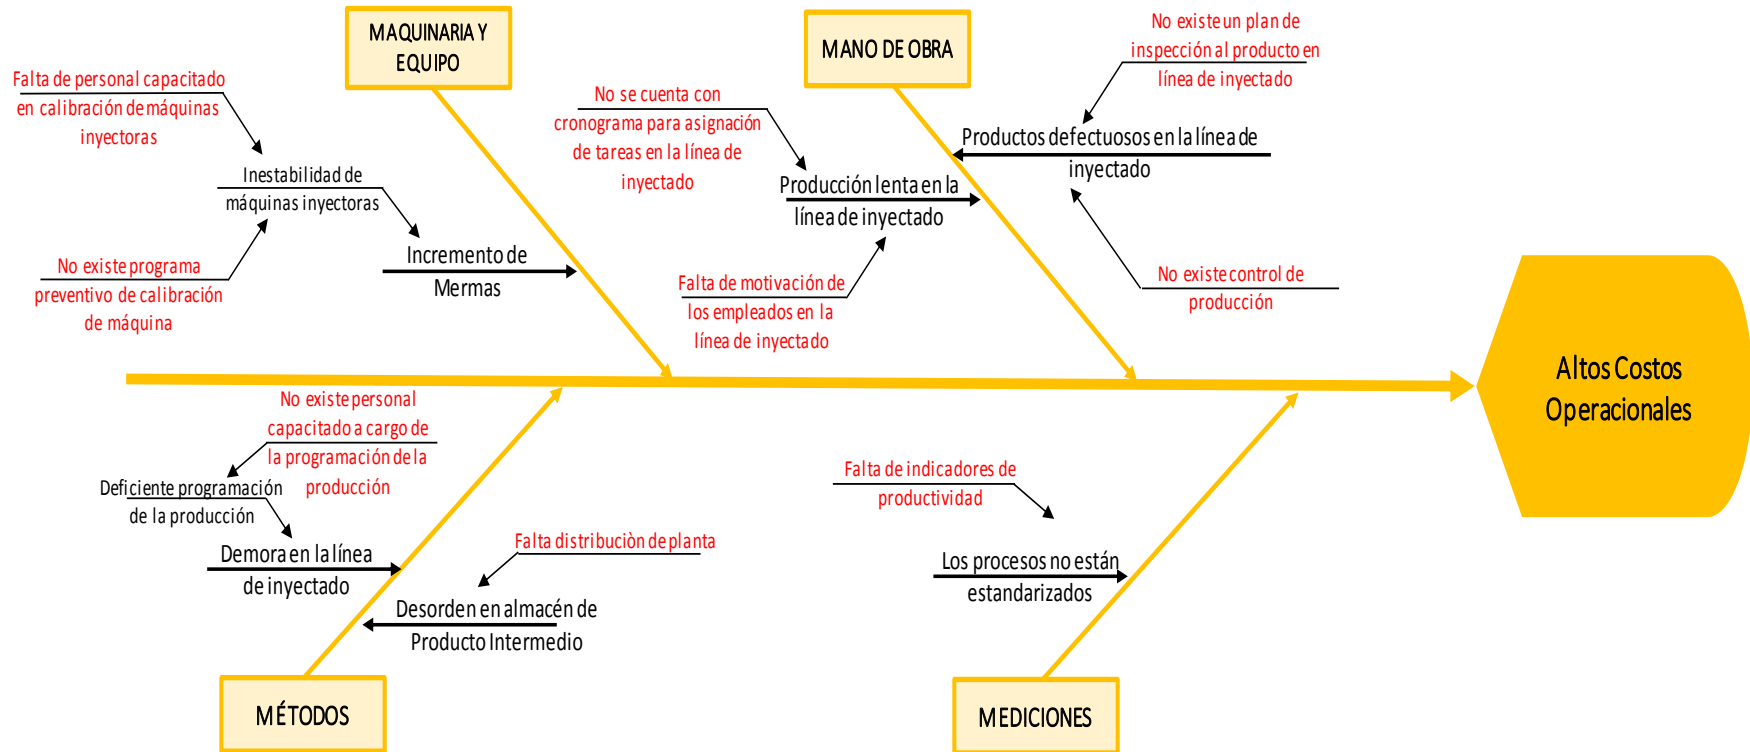 MAQUINARIA Y
EQUIPO
Falta de personal capacitado
en calibración de máquinas
inyectoras
Inestabilidad de
máquinas inyectoras
No existe programa
preventivo de calibración
de máquina
Incremento de
Mermas
MANO DE OBRA
No se cuenta con
cronograma para asignación
de tareas en la línea de
inyectado
Producción lenta en la
línea de inyectado
Falta de motivación de
los empleados en la
línea de inyectado
No existe un plan de
inspección al producto en
línea de inyectado
Productos defectuosos en la línea de
inyectado
No existe control de
producción
Altos Costos
Operacionales
No existe personal
capacitado a cargo de
la programación de la
producción
Deficiente programación
de la producción
Demora en la línea
de inyectado
Falta distribuciòn de planta
Desorden en almacén de
Producto Intermedio
MÉTODOS
Falta de indicadores de
productividad
Los procesos no están
estandarizados
MEDICIONES